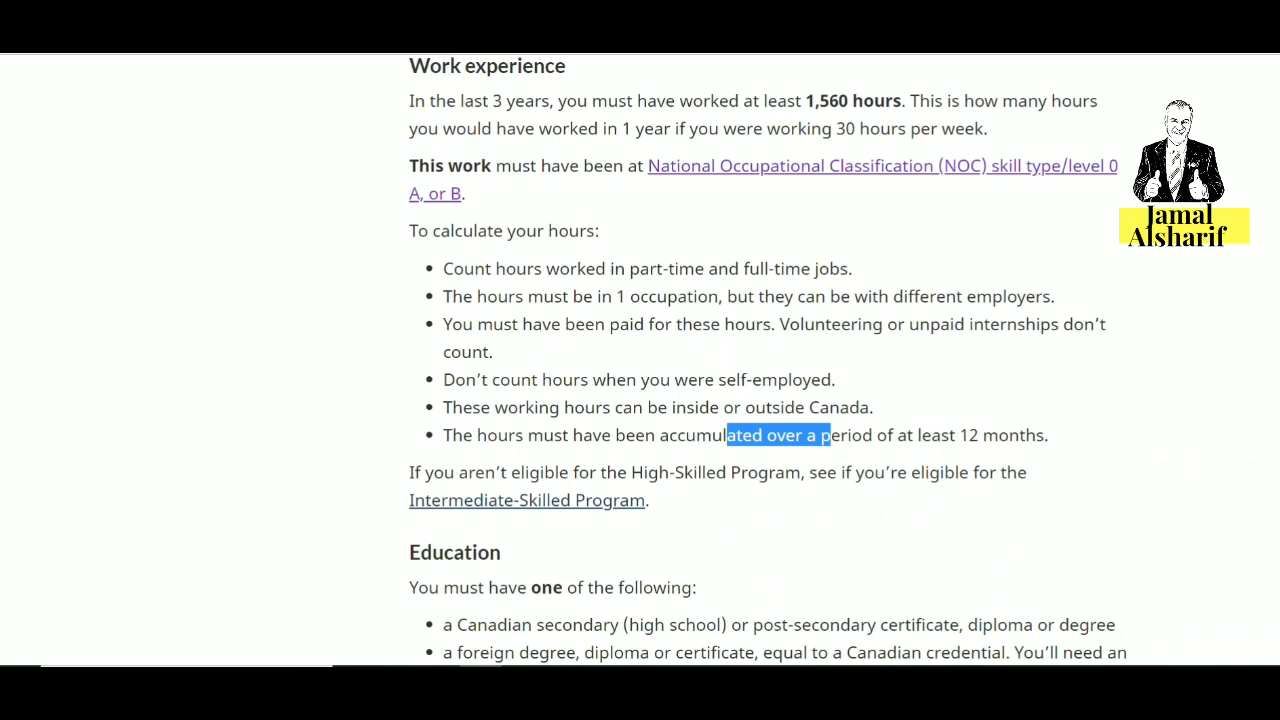 Work experience
In the last 3 years, you must have worked at least 1,560 hours. This is how many hours
you would have worked in 1 year if you were working 30 hours per week.
This work must have been at National Occupational Classification (NOC) skill type/level 0
A, or B.
To calculate your hours:
• Count hours worked in part-time and full-time jobs.
• The hours must be in 1 occupation, but they can be with different employers.
• You must have been paid for these hours. Volunteering or unpaid internships don’t
count.
• Don’t count hours when you were self-employed.
• These working hours can be inside or outside Canada.
• The hours must have been accumulated over a period of at least 12 months.
If you aren’t eligible for the High-Skilled Program, see if you’re eligible for the
Intermediate-Skilled Program.
Education
You must have one of the following:
• a Canadian secondary (high school) or post-secondary certificate, diploma or degree
• a foreign degree, diploma or certificate, equal to a Canadian credential. You’ll need an
Jamal
Alsharif